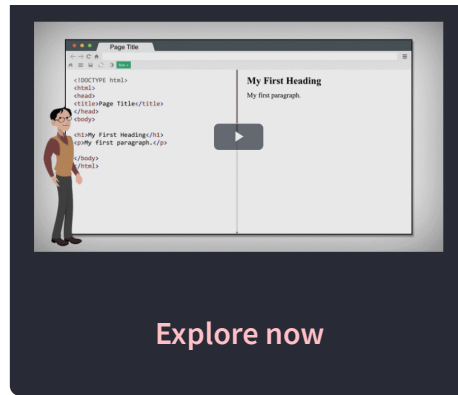 Page Title
<!DOCTYPE html>
<html>
<head>
<title>Page Title</title>
</head>
<body>
<h1>My First Heading</h1>
<p>My first paragraph.</p>
</body>
</html>
My First Heading
My first paragraph.
Explore now